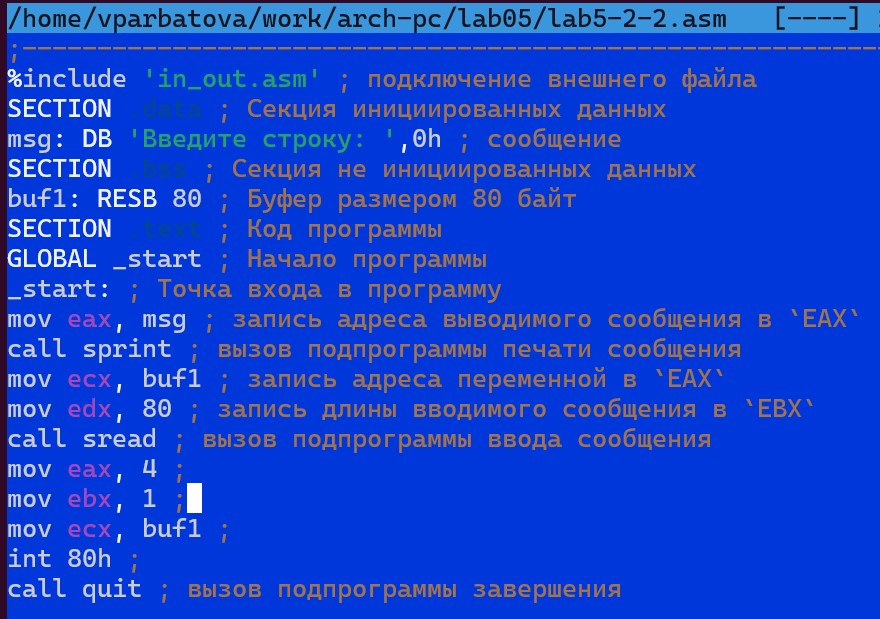 /home/vparbatova/work/arch-pc/lab05/lab5-2-2.asm [----]
;---------------------------------------------------------
%include 'in_out.asm' ; подключение внешнего файла
SECTION .data ; Секция инициированных данных
msg: DB 'Введите строку: ',0h ; сообщение
SECTION .bss ; Секция не инициированных данных
buf1: RESB 80 ; Буфер размером 80 байт
SECTION .text ; Код программы
GLOBAL _start ; Начало программы
_start: ; Точка входа в программу
mov eax, msg ; запись адреса выводимого сообщения в `EAX`
call sprint ; вызов подпрограммы печати сообщения
mov ecx, buf1 ; запись адреса переменной в `EAX`
mov edx, 80 ; запись длины вводимого сообщения в `EBX`
call sread ; вызов подпрограммы ввода сообщения
mov eax, 4 ;
mov ebx, 1 ;
mov ecx, buf1 ;
int 80h ;
call quit ; вызов подпрограммы завершения